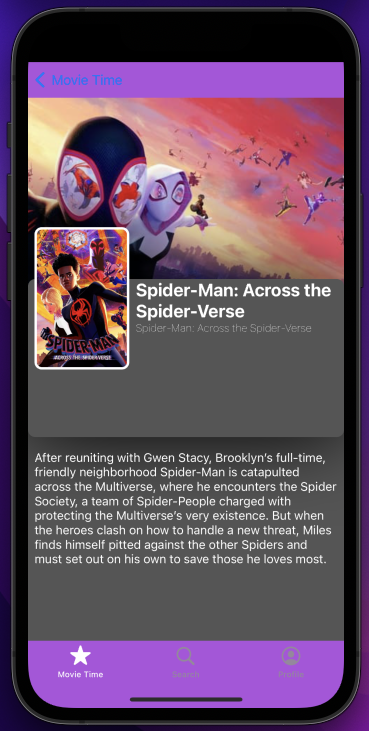 Movie Time
Spider-Man: Across the
Spider-Verse
Spider-Man: Across the Spider-Verse
SPIDER-MAN
ACROSS THE SPIDER-VERSE
After reuniting with Gwen Stacy, Brooklyn’s full-time,
friendly neighborhood Spider-Man is catapulted
across the Multiverse, where he encounters the Spider
Society, a team of Spider-People charged with
protecting the Multiverse’s very existence. But when
the heroes clash on how to handle a new threat, Miles
finds himself pitted against the other Spiders and
must set out on his own to save those he loves most.
Movie Time
Search
Profile